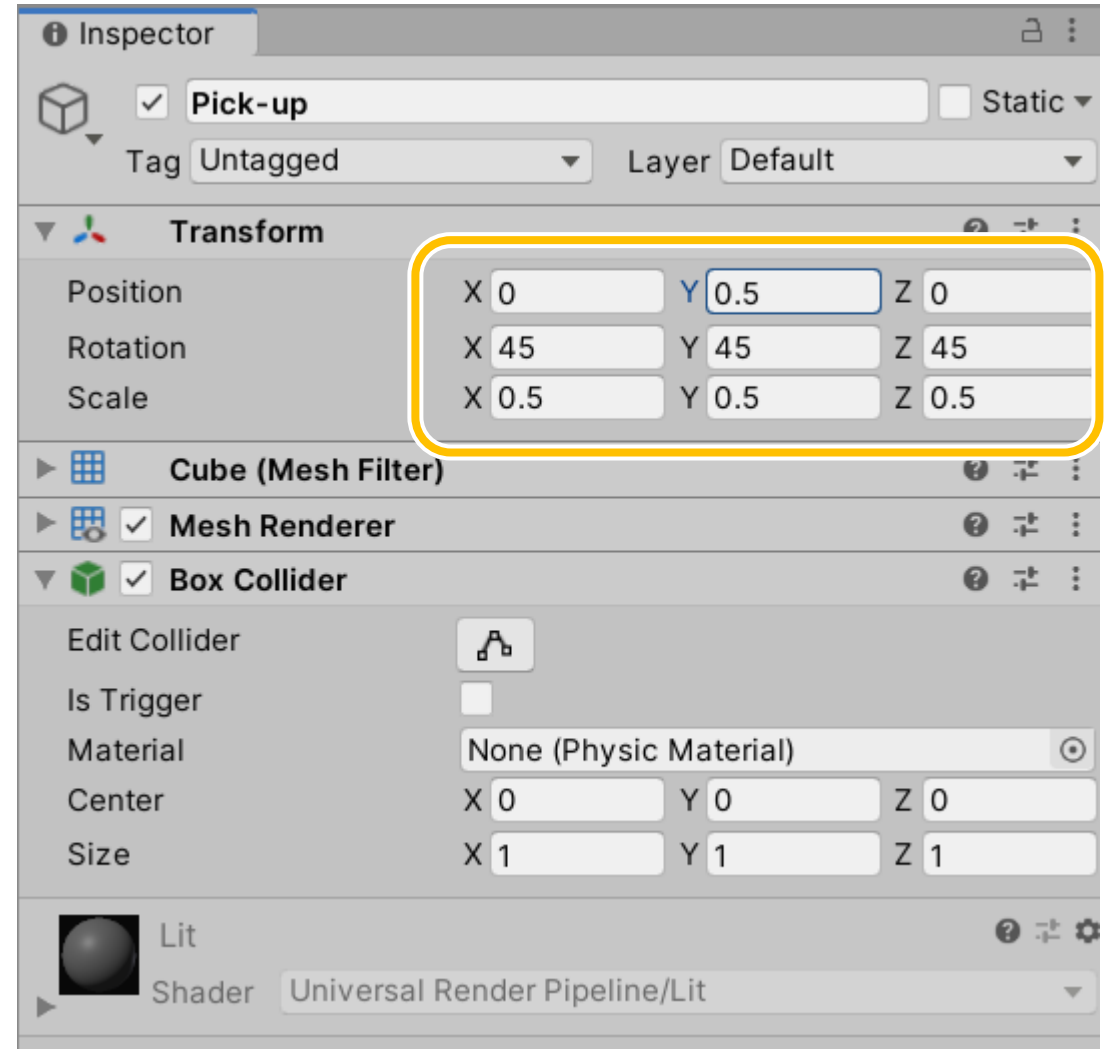 Inspector
Pick-up Static
Tag Untagged Layer Default
Transform
Position X 0 Y 0.5 Z 0
Rotation X 45 Y 45 Z 45
Scale X 0.5 Y 0.5 Z 0.5
Cube (Mesh Filter)
Mesh Renderer
Box Collider
Edit Collider
Is Trigger
Material None (Physic Material)
Center X 0 Y 0 Z 0
Size X 1 Y 1 Z 1
Lit
Shader Universal Render Pipeline/Lit